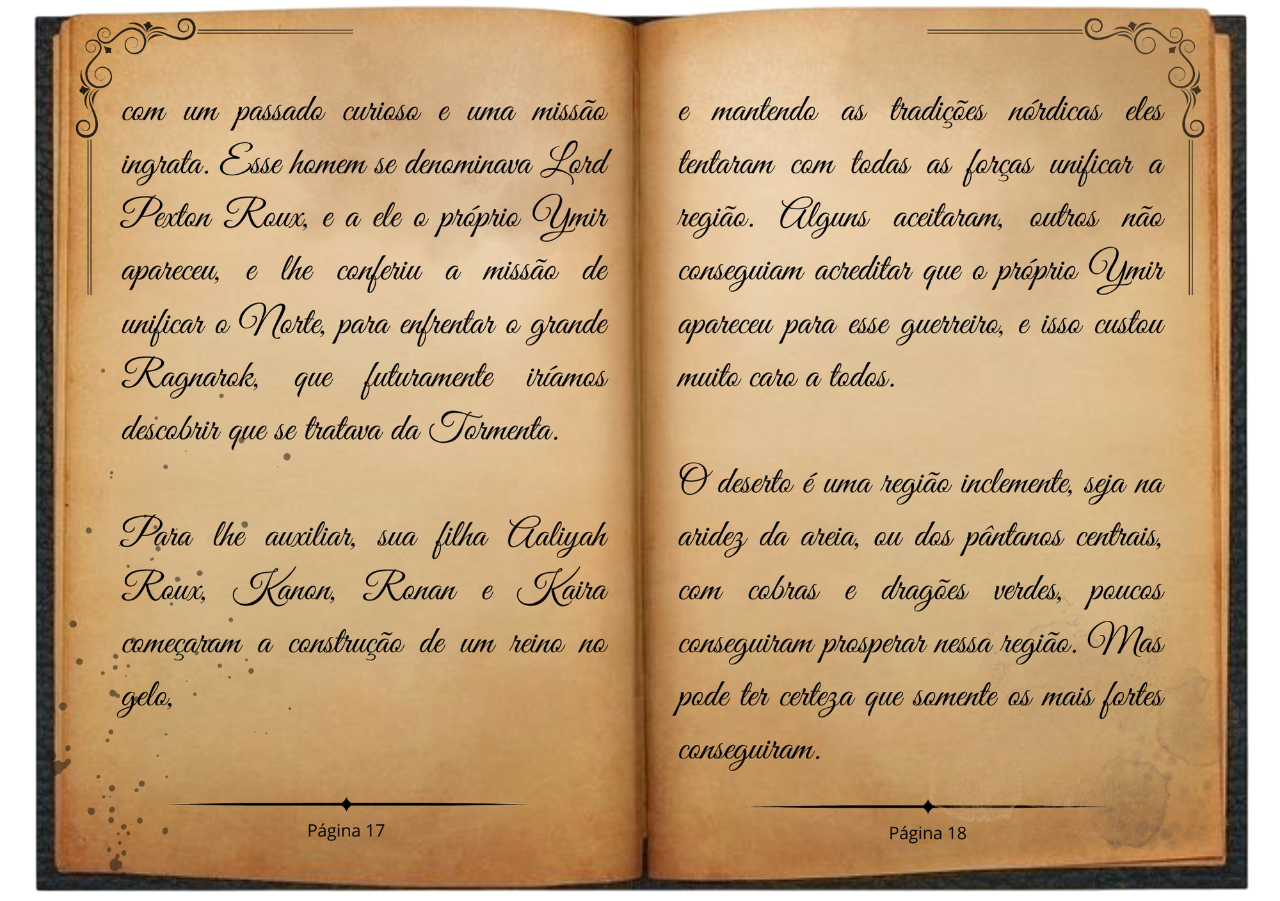 com um passado curioso e uma missão
ingrata. Esse homem se denominava Lord
Pexton Roux, e a ele o próprio Ymir
apareceu, e lhe conferiu a missão de
unificar o Norte, para enfrentar o grande
Ragnarok, que futuramente iríamos
descobrir que se tratava da Tormenta.
Para lhe auxiliar, sua filha Aaliyah
Roux, Kanon, Ronan e Kaira
começaram a construção de um reino no
gelo,
Página 17
e mantendo as tradições nórdicas eles
tentaram com todas as forças unificar a
região. Alguns aceitaram, outros não
conseguiam acreditar que o próprio Ymir
apareceu para esse guerreiro, e isso custou
muito caro a todos.
O deserto é uma região inclemente, seja na
aridez da areia, ou dos pântanos centrais,
com cobras e dragões verdes, poucos
conseguiram prosperar nessa região. Mas
pode ter certeza que somente os mais fortes
conseguiram.
Página 18